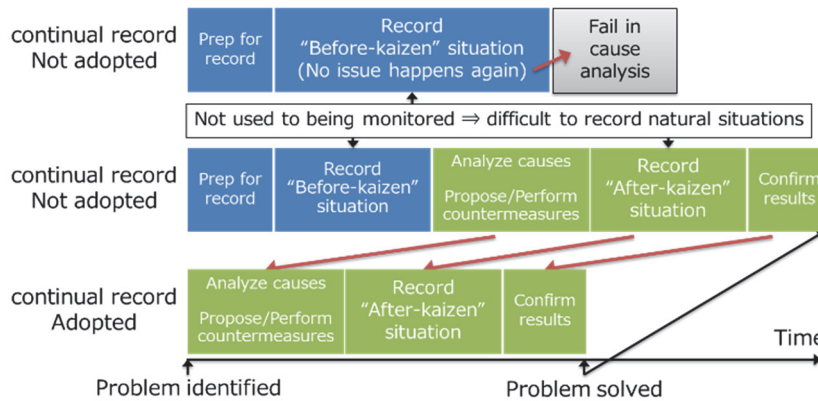 continual record
Not adopted
Prep for
record
Record
“Before-kaizen” situation
(No issue happens again)
Fail in
cause
analysis
Not used to being monitored ⇒ difficult to record natural situations
continual record
Not adopted
Prep for
record
Record
“Before-kaizen”
situation
Analyze causes
Propose/Perform
countermeasures
Record
“After-kaizen”
situation
Confirm
results
continual record
Adopted
Analyze causes
Propose/Perform
countermeasures
Record
“After-kaizen”
situation
Confirm
results
Time
Problem identified
Problem solved